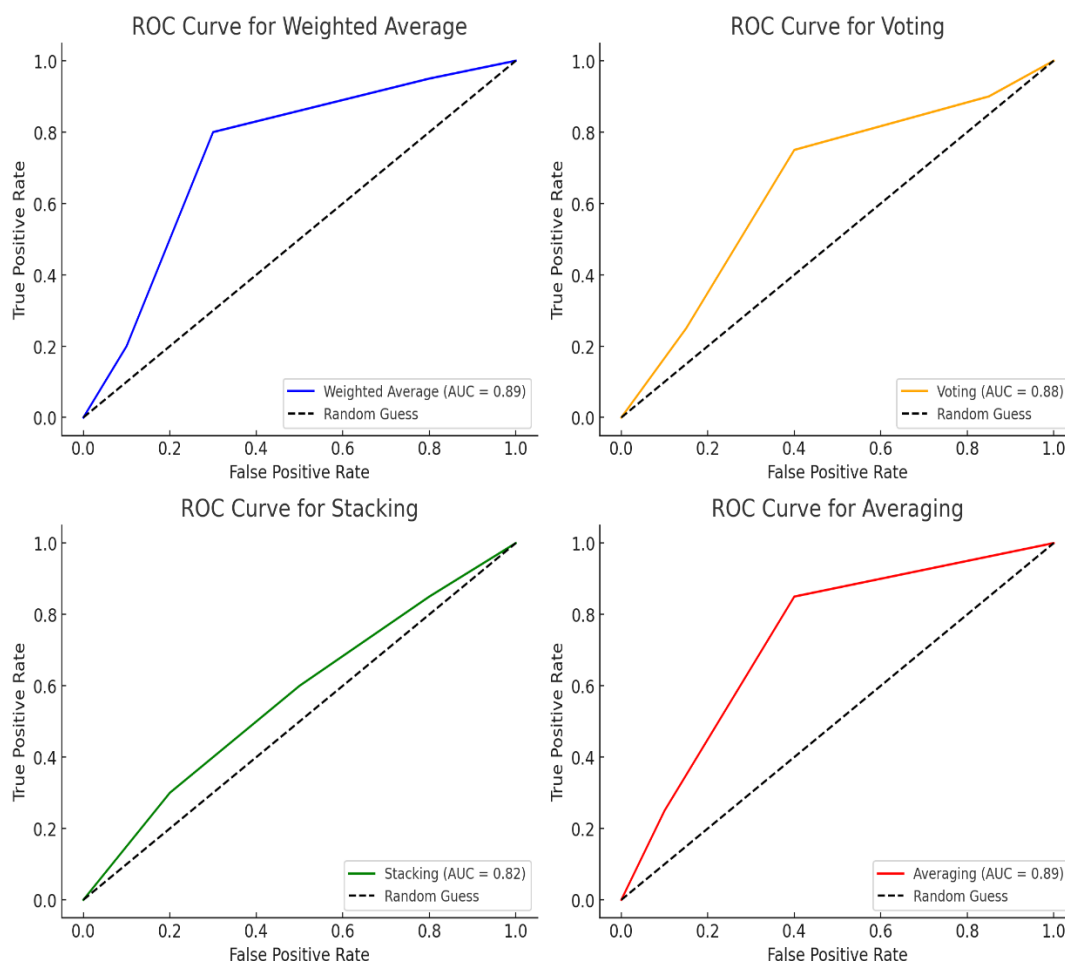 ROC Curve for Weighted Average
True Positive Rate
1.0
0.8
0.6
0.4
0.2
0.0
Weighted Average (AUC = 0.89)
Random Guess
0.0 0.2 0.4 0.6 0.8 1.0
False Positive Rate
ROC Curve for Voting
True Positive Rate
1.0
0.8
0.6
0.4
0.2
0.0
Voting (AUC = 0.88)
Random Guess
0.0 0.2 0.4 0.6 0.8 1.0
False Positive Rate
ROC Curve for Stacking
True Positive Rate
1.0
0.8
0.6
0.4
0.2
0.0
Stacking (AUC = 0.82)
Random Guess
0.0 0.2 0.4 0.6 0.8 1.0
False Positive Rate
ROC Curve for Averaging
True Positive Rate
1.0
0.8
0.6
0.4
0.2
0.0
Averaging (AUC = 0.89)
Random Guess
0.0 0.2 0.4 0.6 0.8 1.0
False Positive Rate